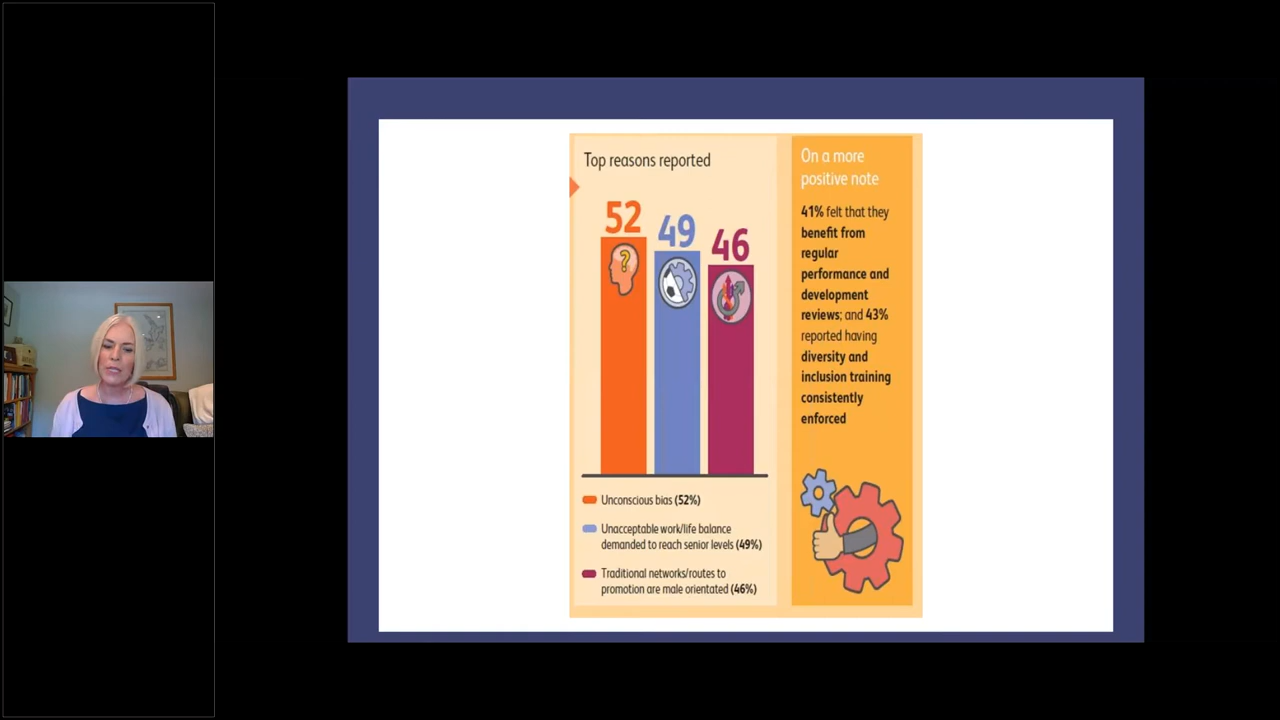 Top reasons reported
52
49
46
?
Unconscious bias (52%)
Unacceptable work/life balance
demanded to reach senior levels (49%)
Traditional networks/routes to
promotion are male orientated (46%)
On a more
positive note
41% felt that they
benefit from
regular
performance and
development
reviews; and 43%
reported having
diversity and
inclusion training
consistently
enforced